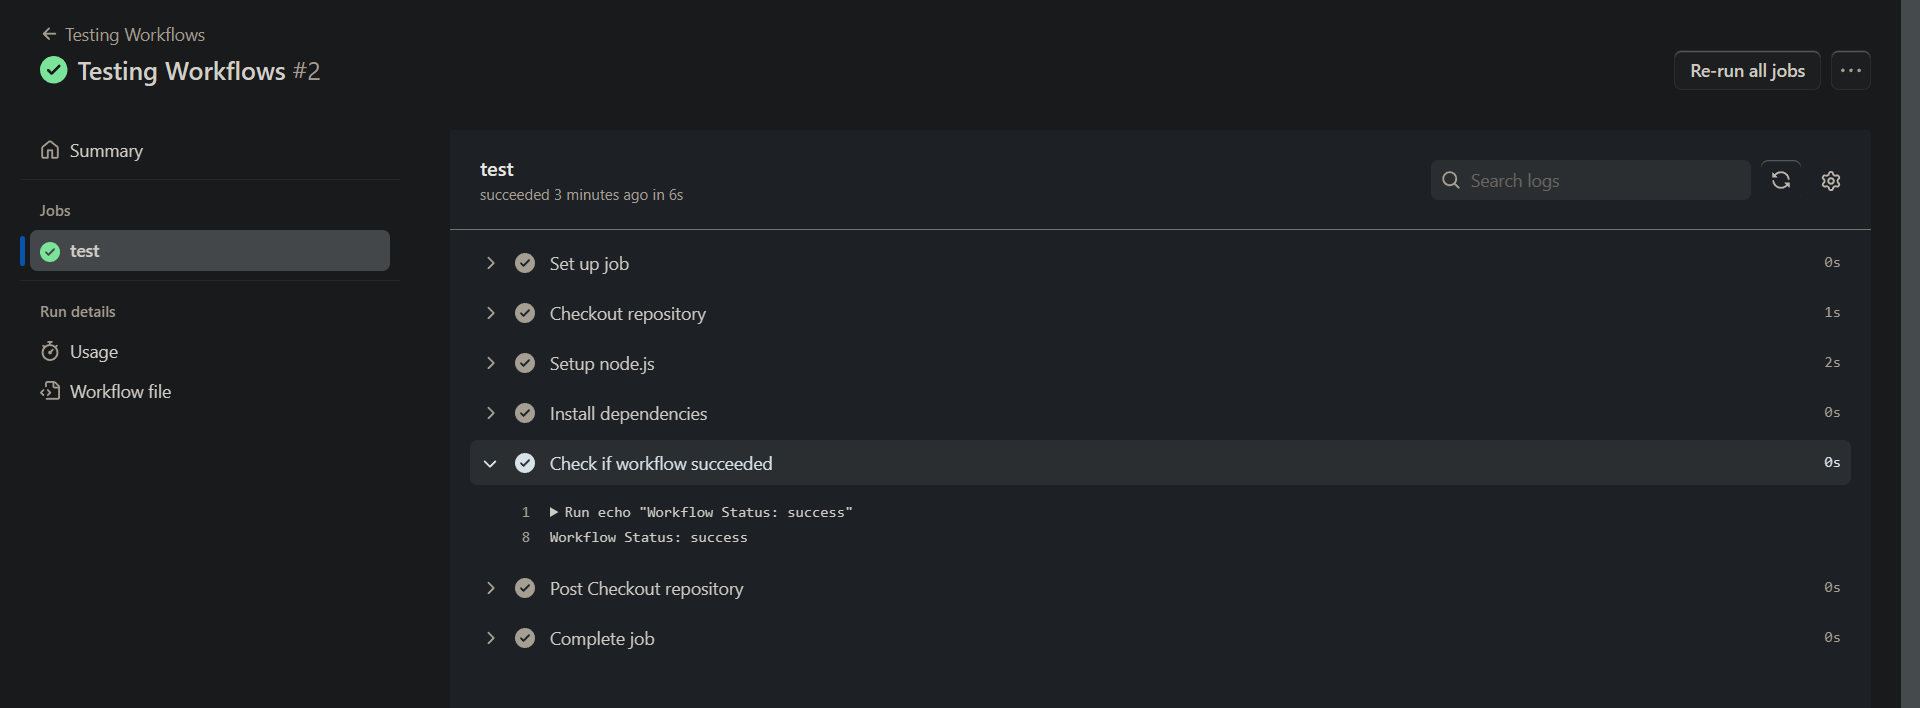 Testing Workflows
Testing Workflows #2
Re-run all jobs
Summary
Jobs
test
Run details
Usage
Workflow file
test
succeeded 3 minutes ago in 6s
Search logs
Set up job 0s
Checkout repository 1s
Setup node.js 2s
Install dependencies 0s
Check if workflow succeeded 0s
1 Run echo "Workflow Status: success"
8 Workflow Status: success
Post Checkout repository 0s
Complete job 0s